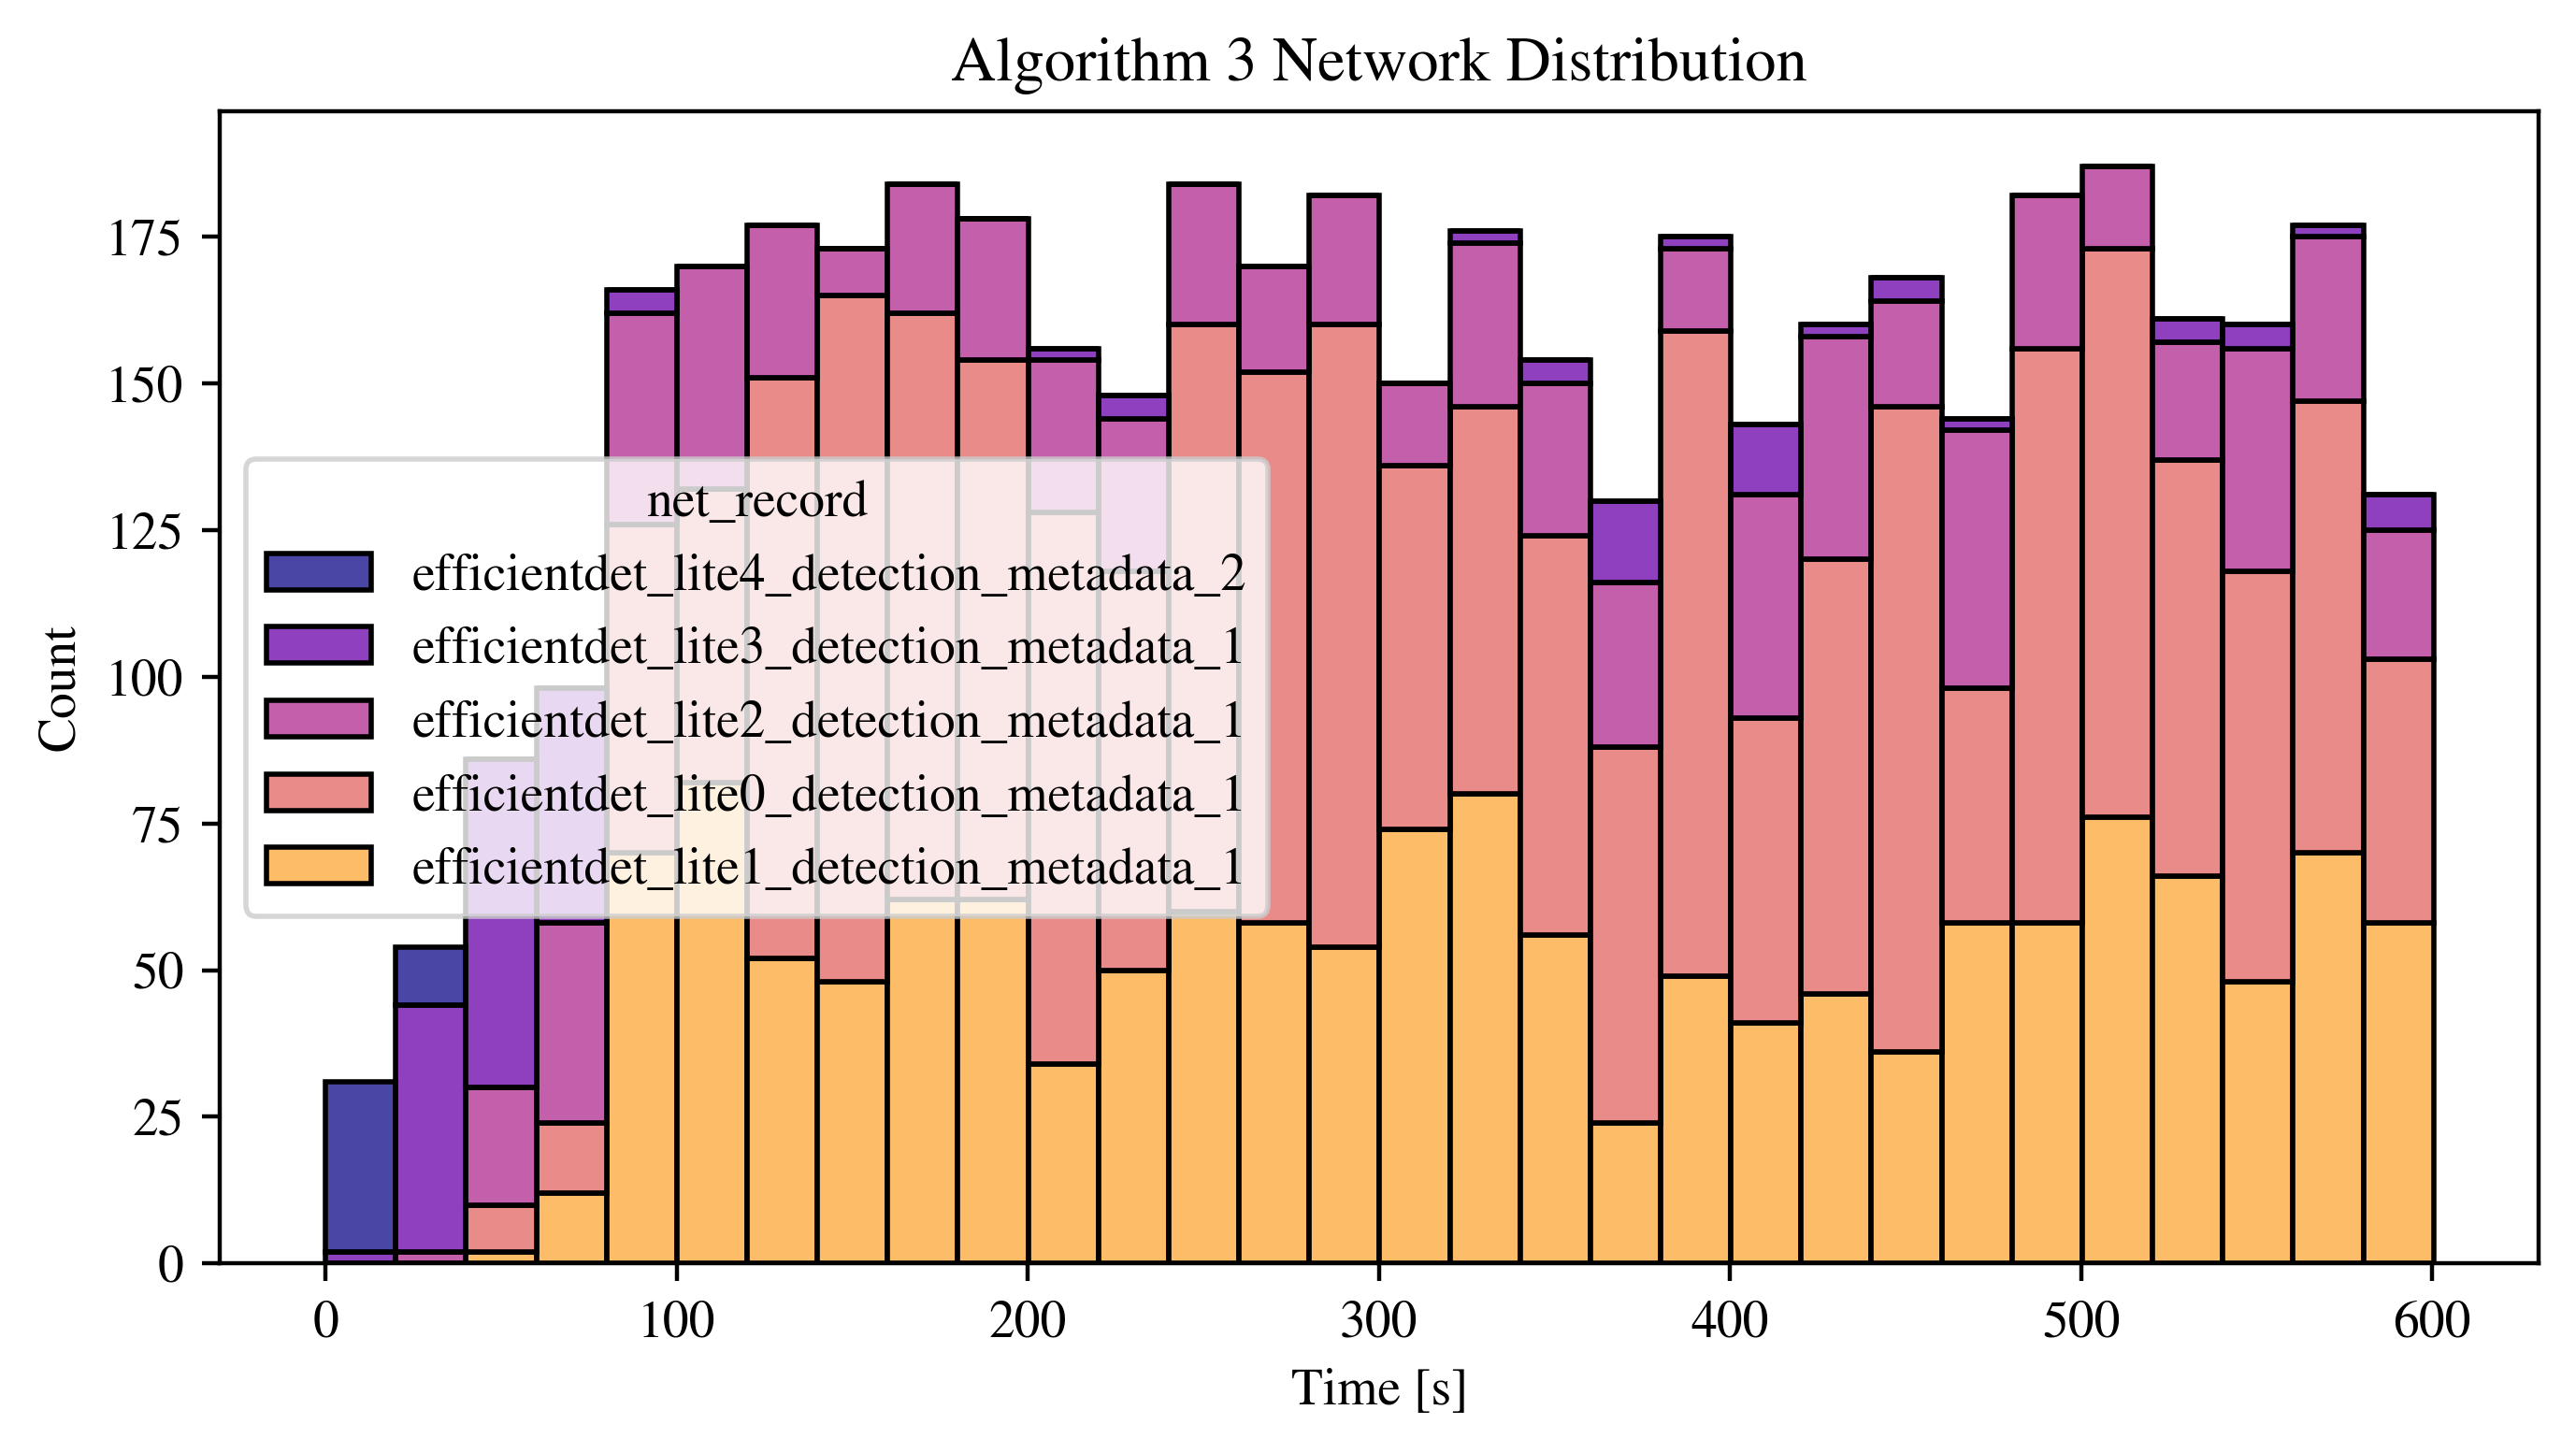 Algorithm 3 Network Distribution
175
150
125
100
75
50
25
0
Count
net_record
efficientdet_lite4_detection_metadata_2
efficientdet_lite3_detection_metadata_1
efficientdet_lite2_detection_metadata_1
efficientdet_lite0_detection_metadata_1
efficientdet_lite1_detection_metadata_1
0 100 200 300 400 500 600
Time [s]